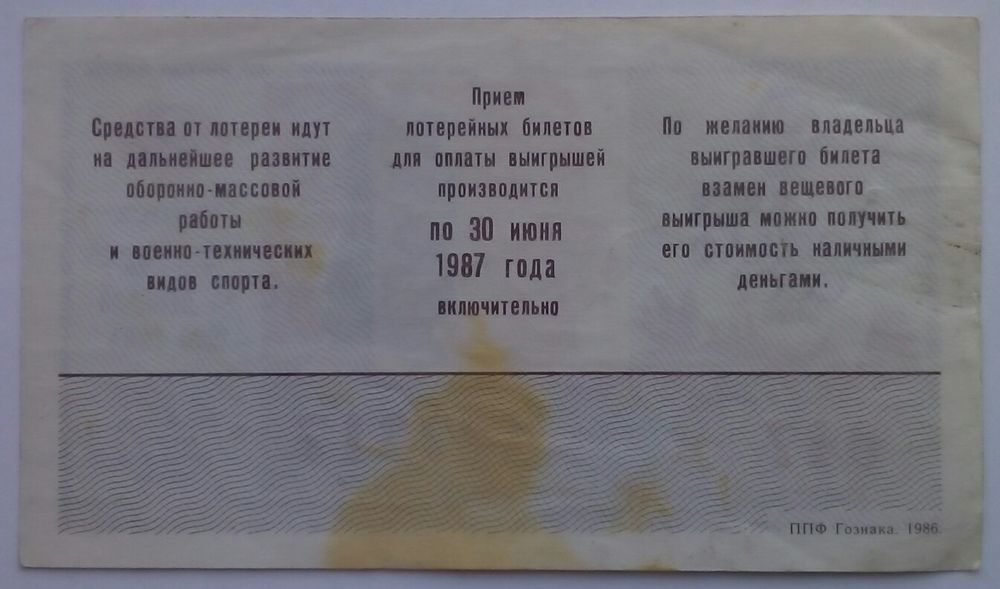 Средства от лотереи идут
на дальнейшее развитие
оборонно-массовой
работы
и военно-технических
видов спорта.
Прием
лотерейных билетов
для оплаты выигрышей
производится
по 30 июня
1987 года
включительно
По желанию владельца
выигравшего билета
взамен вещевого
выигрыша можно получить
его стоимость наличными
деньгами.
ППФ Гознака. 1986.